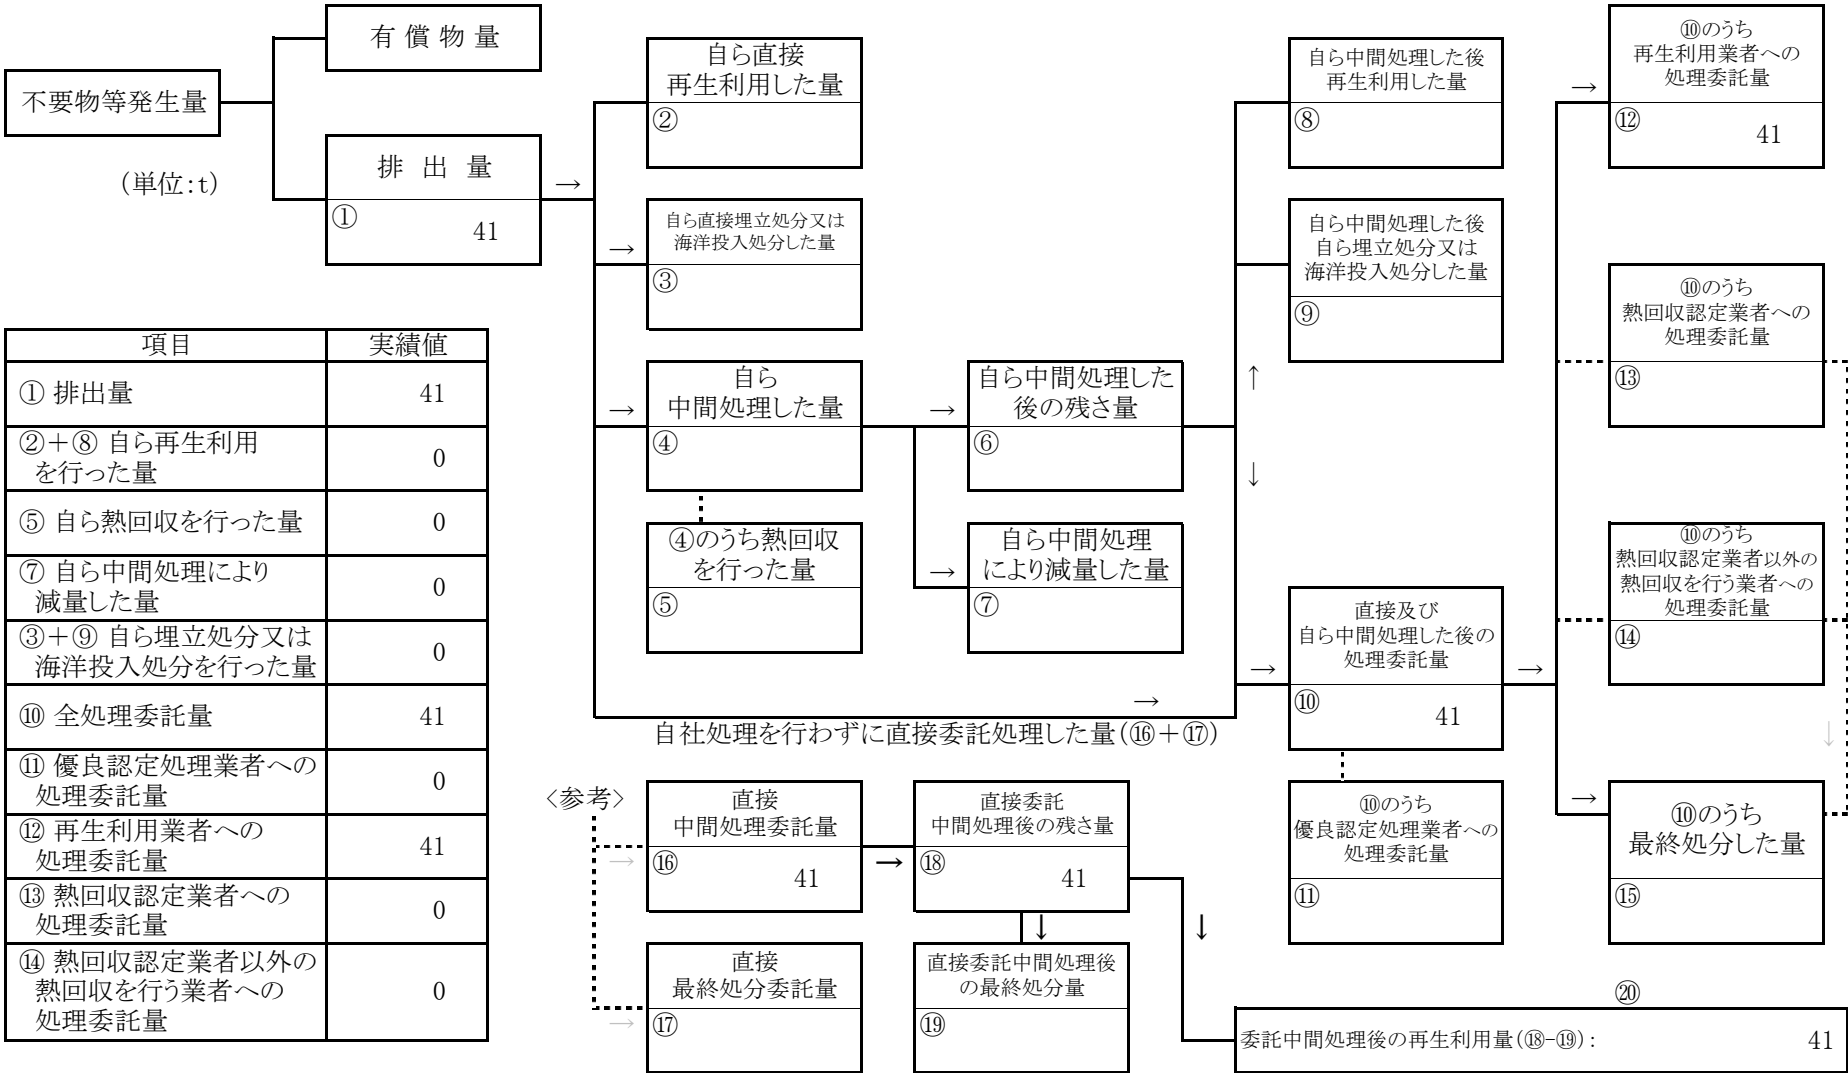 有 償 物 量
不要物等発生量
排 出 量
①
41
(単位:t)
→
自ら直接
再生利用した量
②
→
自ら直接埋立処分又は
海洋投入処分した量
③
→
自ら
中間処理した量
④
④のうち熱回収
を行った量
⑤
→
自ら中間処理した
後の残さ量
⑥
→
自ら中間処理
により減量した量
⑦
自ら中間処理した後
再生利用した量
⑧
自ら中間処理した後
自ら埋立処分又は
海洋投入処分した量
⑨
↑
↓
→
自社処理を行わずに直接委託処理した量(⑯+⑰)
→
直接及び
自ら中間処理した後の
処理委託量
⑩
41
⑩のうち
優良認定処理業者への
処理委託量
⑪
→
→
⑩のうち
再生利用業者への
処理委託量
⑫
41
⑩のうち
熱回収認定業者への
処理委託量
⑬
⑩のうち
熱回収認定業者以外の
熱回収を行う業者への
処理委託量
⑭
↓
→
⑩のうち
最終処分した量
⑮
項目 実績値
① 排出量 41
②+⑧ 自ら再生利用
を行った量 0
⑤ 自ら熱回収を行った量 0
⑦ 自ら中間処理により
減量した量 0
③+⑨ 自ら埋立処分又は
海洋投入処分を行った量 0
⑩ 全処理委託量 41
⑪ 優良認定処理業者への
処理委託量 0
⑫ 再生利用業者への
処理委託量 41
⑬ 熱回収認定業者への
処理委託量 0
⑭ 熱回収認定業者以外の
熱回収を行う業者への 0
処理委託量
<参考>
→
直接
中間処理委託量
⑯
41
→
直接委託
中間処理後の残さ量
⑱
41
↓
↓
→
直接
最終処分委託量
⑰
直接委託中間処理後
の最終処分量
⑲
⑳
委託中間処理後の再生利用量(⑱-⑲): 41